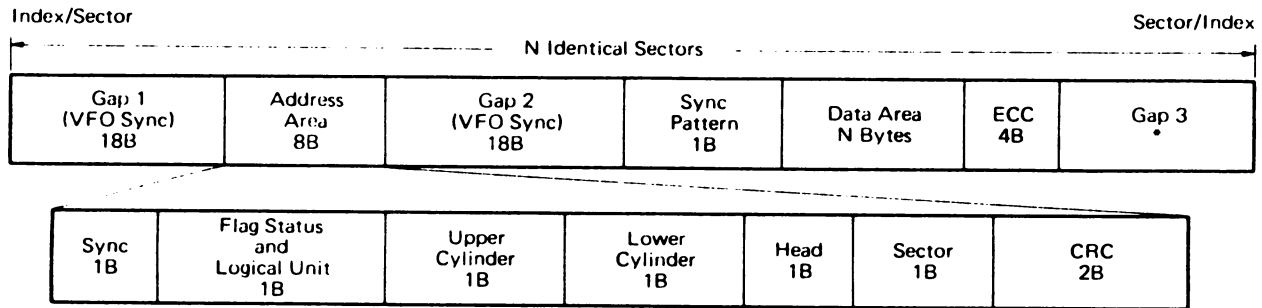 Index/Sector
Sector/Index
N Identical Sectors
Gap 1
(VFO Sync)
18B
Address
Area
8B
Gap 2
(VFO Sync)
18B
Sync
Pattern
1B
Data Area
N Bytes
ECC
4B
Gap 3
*
Sync
1B
Flag Status
and
Logical Unit
1B
Upper
Cylinder
1B
Lower
Cylinder
1B
Head
1B
Sector
1B
CRC
2B